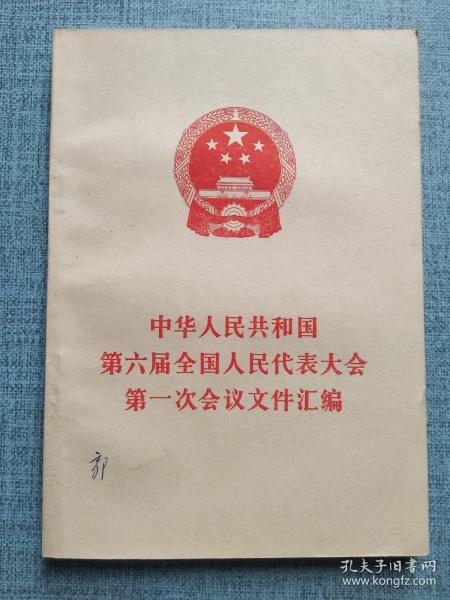 中华人民共和国
第六届全国人民代表大会
第一次会议文件汇编
郭
孔夫子旧书网
www.kongfz.com